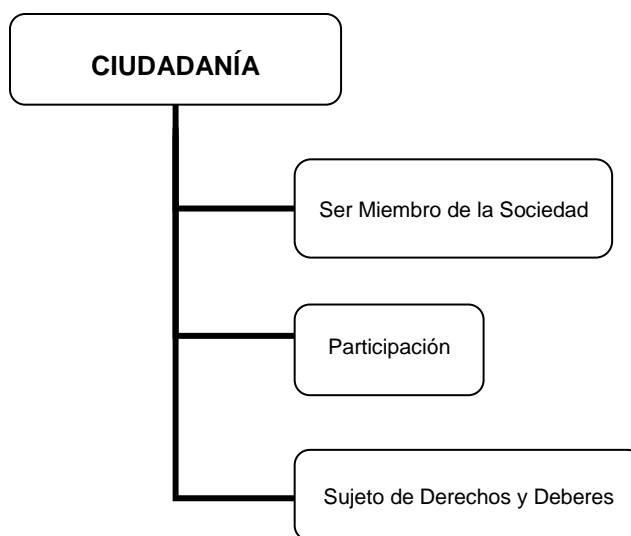 CIUDADANÍA
Ser Miembro de la Sociedad
Participación
Sujeto de Derechos y Deberes